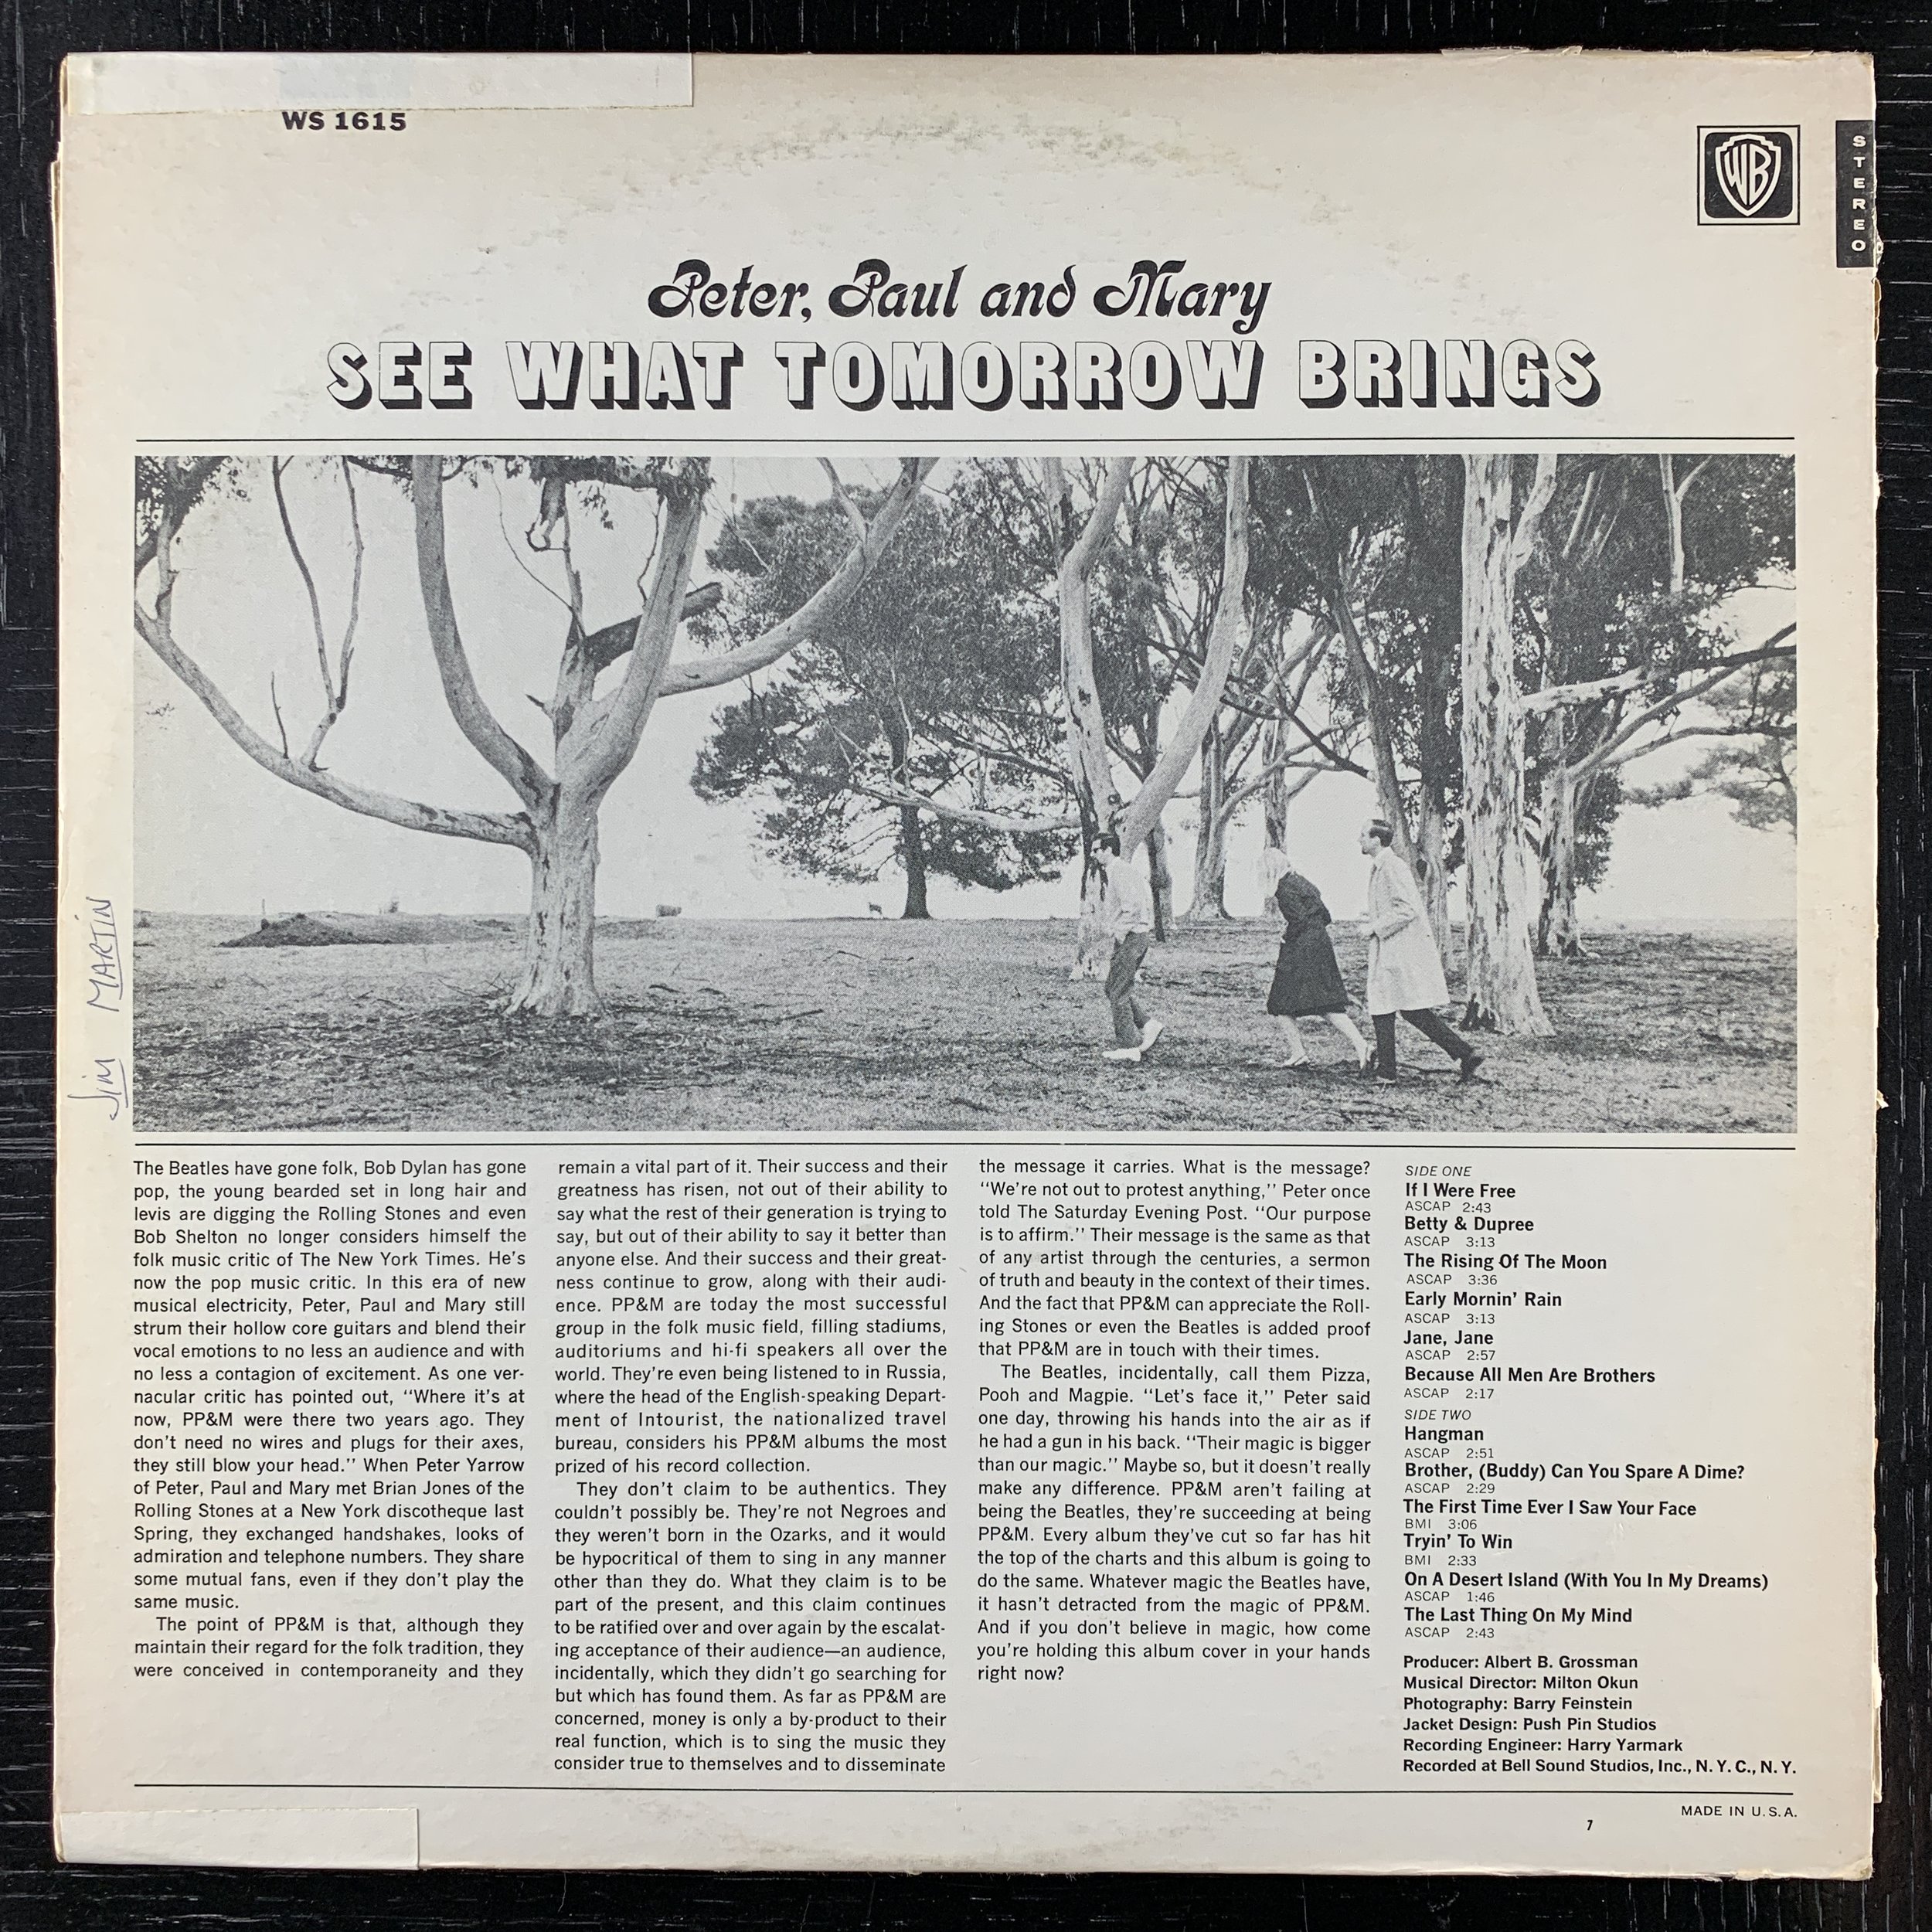 WS 1615
WB
STEREO
Peter, Paul and Mary
SEE WHAT TOMORROW BRINGS
Jim MARTIN
The Beatles have gone folk, Bob Dylan has gone
pop, the young bearded set in long hair and
levis are digging the Rolling Stones and even
Bob Shelton no longer considers himself the
folk music critic of The New York Times. He's
now the pop music critic. In this era of new
musical electricity, Peter, Paul and Mary still
strum their hollow core guitars and blend their
vocal emotions to no less an audience and with
no less a contagion of excitement. As one ver-
nacular critic has pointed out, "Where it's at
now, PP&M were there two years ago. They
don't need no wires and plugs for their axes,
they still blow your head." When Peter Yarrow
of Peter, Paul and Mary met Brian Jones of the
Rolling Stones at a New York discotheque last
Spring, they exchanged handshakes, looks of
admiration and telephone numbers. They share
some mutual fans, even if they don't play the
same music.
The point of PP&M is that, although they
maintain their regard for the folk tradition, they
were conceived in contemporaneity and they
remain a vital part of it. Their success and their
greatness has risen, not out of their ability to
say what the rest of their generation is trying to
say, but out of their ability to say it better than
anyone else. And their success and their great-
ness continue to grow, along with their audi-
ence. PP&M are today the most successful
group in the folk music field, filling stadiums,
auditoriums and hi-fi speakers all over the
world. They're even being listened to in Russia,
where the head of the English-speaking Depart-
ment of Intourist, the nationalized travel
bureau, considers his PP&M albums the most
prized of his record collection.
They don't claim to be authentics. They
couldn't possibly be. They're not Negroes and
they weren't born in the Ozarks, and it would
be hypocritical of them to sing in any manner
other than they do. What they claim is to be
part of the present, and this claim continues
to be ratified over and over again by the escalat-
ing acceptance of their audience—an audience,
incidentally, which they didn't go searching for
but which has found them. As far as PP&M are
concerned, money is only a by-product to their
real function, which is to sing the music they
consider true to themselves and to disseminate
the message it carries. What is the message?
"We're not out to protest anything," Peter once
told The Saturday Evening Post. "Our purpose
is to affirm." Their message is the same as that
of any artist through the centuries, a sermon
of truth and beauty in the context of their times.
And the fact that PP&M can appreciate the Roll-
ing Stones or even the Beatles is added proof
that PP&M are in touch with their times.
The Beatles, incidentally, call them Pizza,
Pooh and Magpie. "Let's face it," Peter said
one day, throwing his hands into the air as if
he had a gun in his back. "Their magic is bigger
than our magic." Maybe so, but it doesn't really
make any difference. PP&M aren't failing at
being the Beatles, they're succeeding at being
PP&M. Every album they've cut so far has hit
the top of the charts and this album is going to
do the same. Whatever magic the Beatles have,
it hasn't detracted from the magic of PP&M.
And if you don't believe in magic, how come
you're holding this album cover in your hands
right now?
SIDE ONE
If I Were Free
ASCAP 2:43
Betty & Dupree
ASCAP 3:13
The Rising Of The Moon
ASCAP 3:36
Early Mornin' Rain
ASCAP 3:13
Jane, Jane
ASCAP 2:57
Because All Men Are Brothers
ASCAP 2:17
SIDE TWO
Hangman
ASCAP 2:51
Brother, (Buddy) Can You Spare A Dime?
ASCAP 2:29
The First Time Ever I Saw Your Face
BMI 3:06
Tryin' To Win
BMI 2:33
On A Desert Island (With You In My Dreams)
ASCAP 1:46
The Last Thing On My Mind
ASCAP 2:43
Producer: Albert B. Grossman
Musical Director: Milton Okun
Photography: Barry Feinstein
Jacket Design: Push Pin Studios
Recording Engineer: Harry Yarmark
Recorded at Bell Sound Studios, Inc., N.Y.C., N.Y.
MADE IN U.S.A.
7